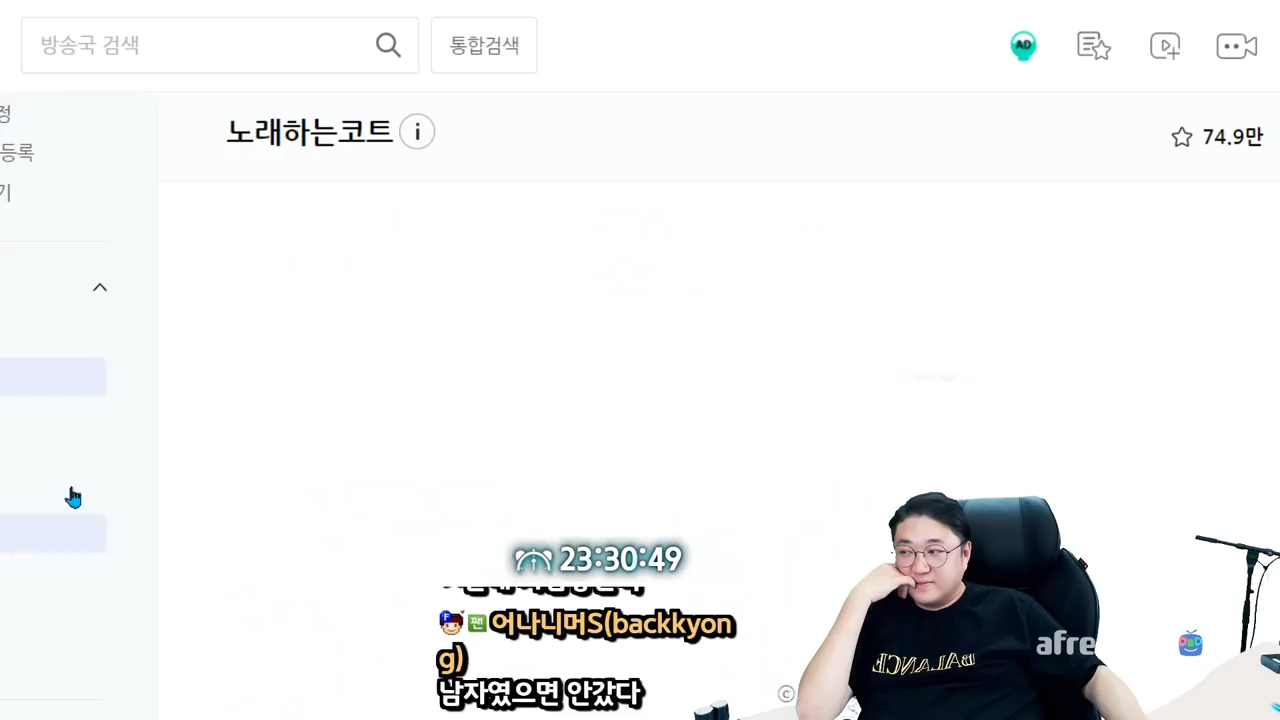 방송국 검색
통합검색
AD
정
등록
기
노래하는코트
i
74.9만
23:30:49
F 팬 어나니머S(backkyon
g)
남자였으면 안갔다
©
BALANCE
afre